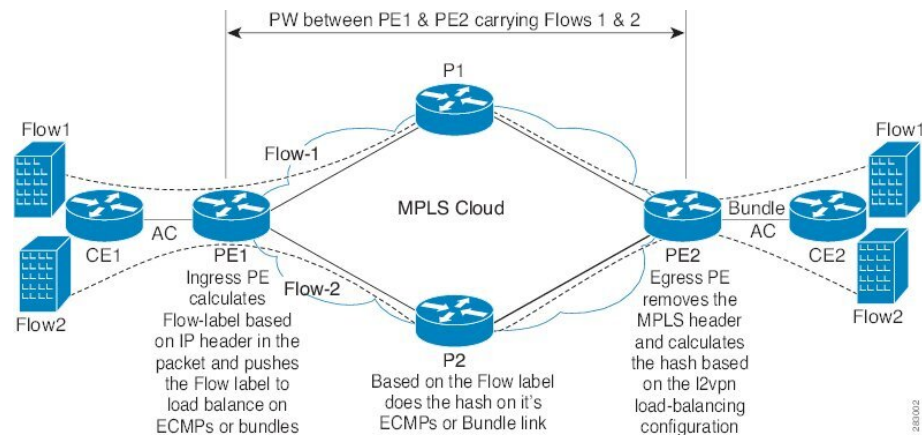 PW between PE1 & PE2 carrying Flows 1 & 2
P1
Flow1
Flow-1
Flow1
MPLS Cloud
Bundle
AC
AC
CE1
PE1
PE2
CE2
Flow2
Flow-2
Flow2
Ingress PE
calculates
Flow-label based
on IP header in the
packet and pushes
the Flow label to
load balance on
ECMPs or bundles
P2
Based on the Flow label
does the hash on it's
ECMPs or Bundle link
Egress PE
removes the
MPLS header
and calculates
the hash based
on the l2vpn
load-balancing
configuration